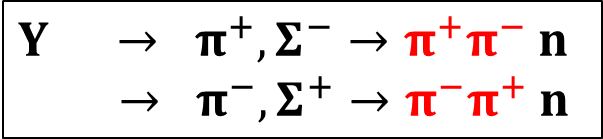 Y → π⁺, Σ⁻ → π⁺π⁻ n
→ π⁻, Σ⁺ → π⁻π⁺ n